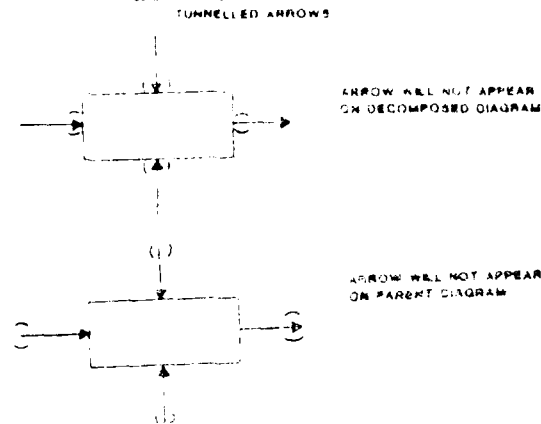 TUNNELLED ARROWS
ARROW WILL NOT APPEAR
ON DECOMPOSED DIAGRAM
ARROW WILL NOT APPEAR
ON PARENT DIAGRAM